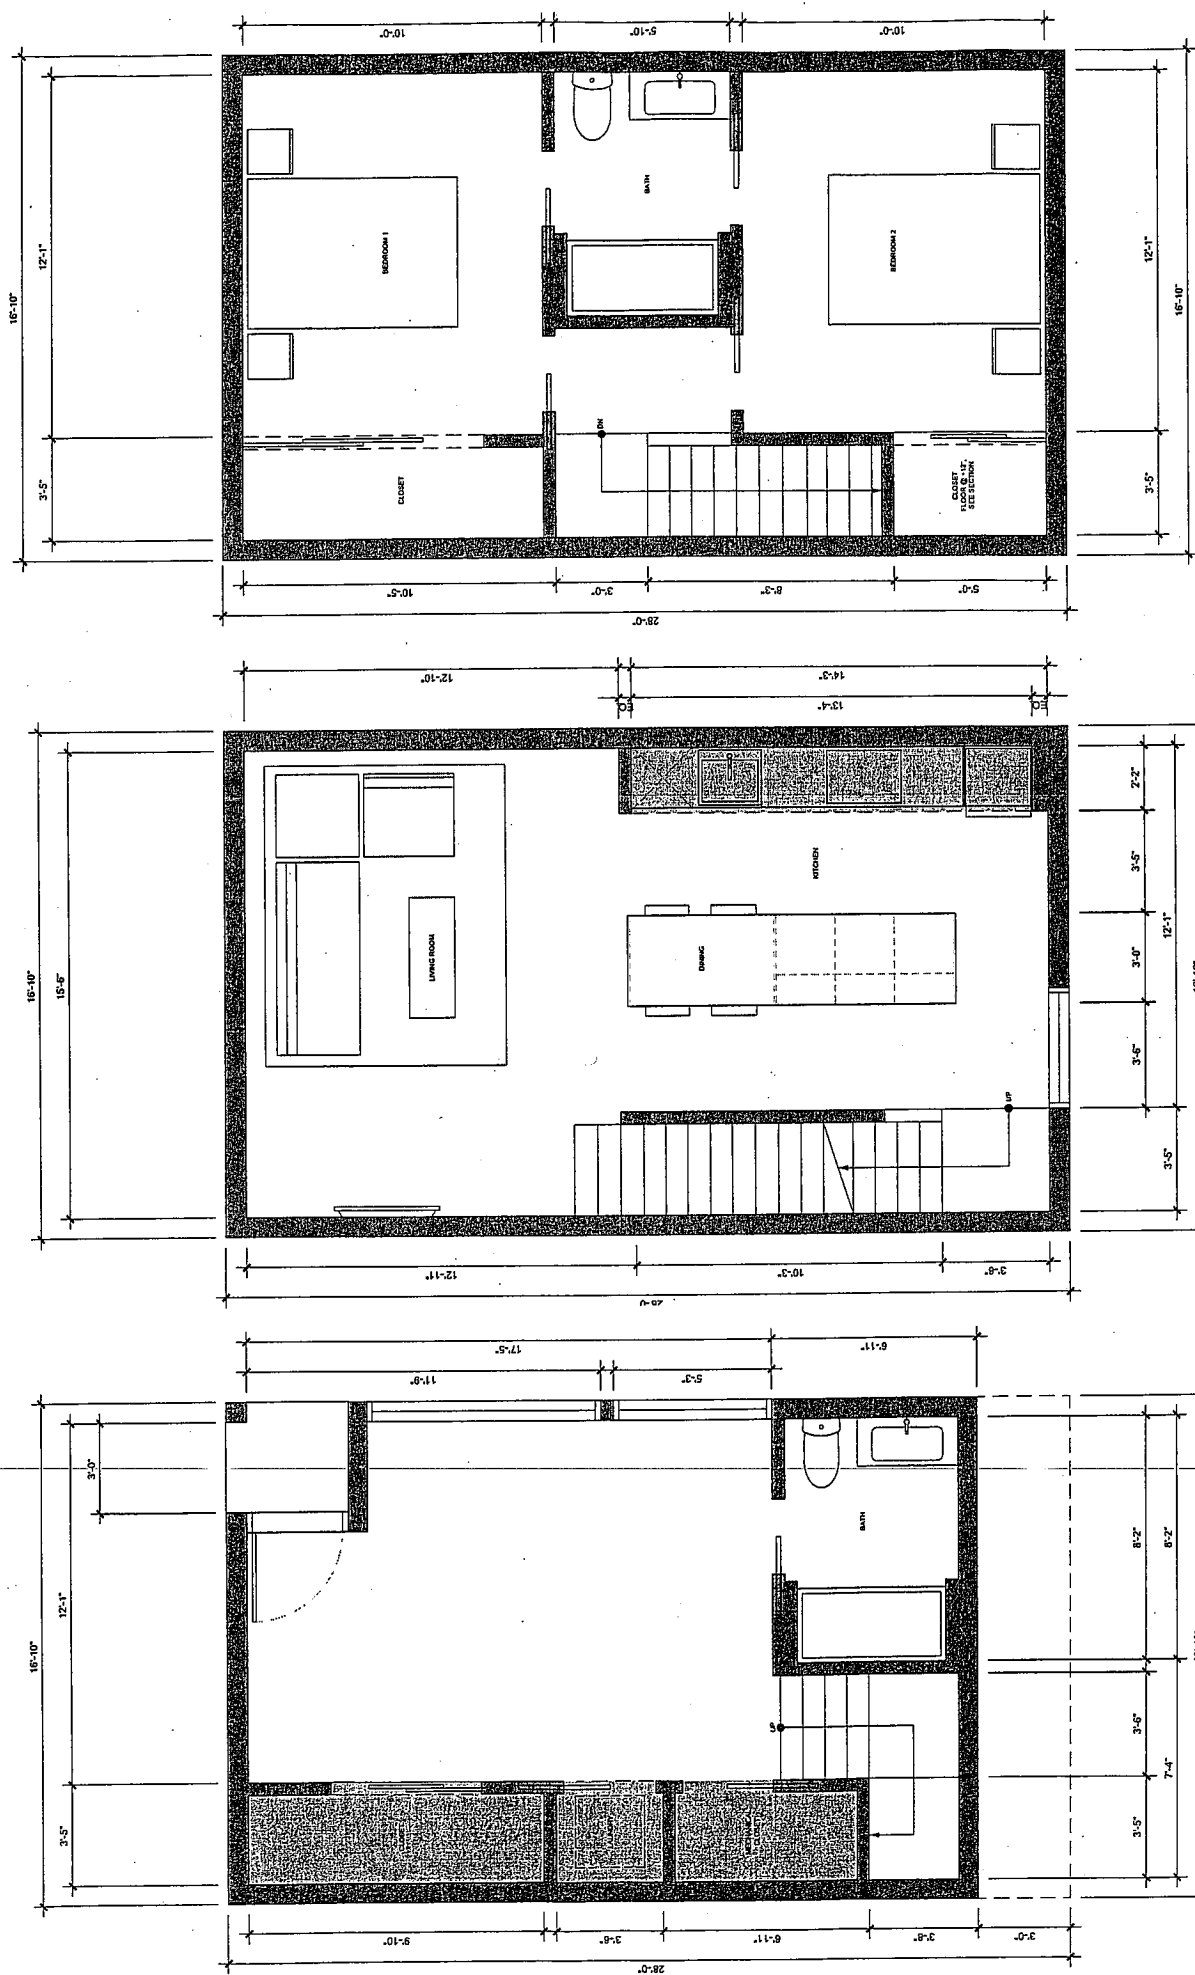 10'-0"
5'-10"
10'-0"
16'-10"
12'-1"
3'-5"
BEDROOM 1
BATH
BEDROOM 2
CLOSET
DN
CLOSET
FLOOR @ +12",
SEE SECTION
12'-1"
3'-5"
16'-10"
10'-5"
3'-0"
8'-3"
5'-0"
28'-0"
12'-10"
14'-3"
EQ
13'-4"
EQ
16'-10"
15'-6"
LIVING ROOM
DINING
KITCHEN
UP
2'-2"
3'-5"
3'-0"
3'-6"
12'-1"
3'-5"
12'-11"
10'-3"
3'-8"
17'-5"
6'-11"
11'-9"
5'-3"
16'-10"
12'-1"
3'-0"
3'-5"
BATH
UP
8'-2"
8'-2"
3'-6"
7'-4"
3'-5"
9'-10"
3'-6"
6'-11"
3'-8"
3'-0"
28'-0"